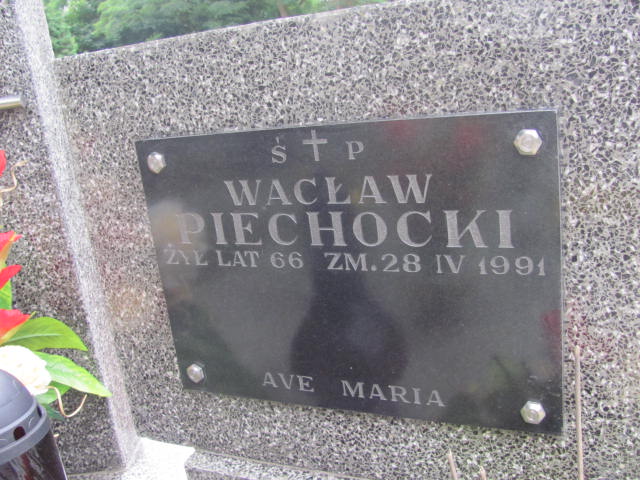 Ś † P
WACŁAW
PIECHOCKI
ŻYŁ LAT 66 ZM. 28 IV 1991
AVE MARIA